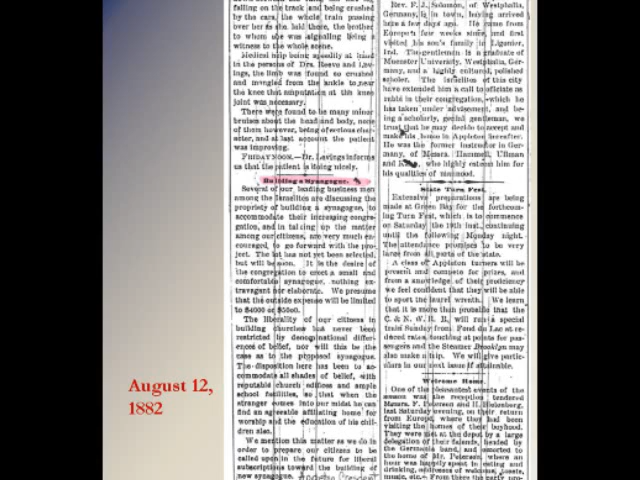 falling on the track and being crushed
by the cars, the whole train passing
over her as she laid there, the brother
to whom she was signaling being a
witness to the whole scene.
Medical help being speedily at hand
in the persons of Drs. Reeve and Lev-
ings, the limb was found so crushed
and mangled from the ankle to near
the knee that amputation at the knee
joint was necessary.
There were found to be many minor
bruises about the head and body, none
of them however, being of serious char-
acter, and at last account the patient
was improving.
FRIDAY NOON.—Dr. Levings informs
us that the patient is doing nicely.
Building a Synagogue.
Several of our leading business men
among the Israelites are discussing the
propriety of building a synagogue, to
accommodate their increasing congre-
gation, and in talking up the matter
among our citizens, are very much en-
couraged, to go forward with the pro-
ject. The lot has not yet been selected,
but will be soon. It is the desire of
the congregation to erect a small and
comfortable synagogue, nothing ex-
travagent nor elaborate. We presume
that the outside expense will be limited
to $4000 or $5000.
The liberality of our citizens in
building churches has never been
restricted by denominational differ-
ences of belief, nor will this be the
case as to the proposed synagogue.
The disposition here has been to ac-
commodate all shades of belief, with
reputable church edifices and ample
school facilities, so that when the
stranger comes into our midst he can
find an agreeable affiliating home for
worship and the education of his chil-
dren also.
We mention this matter as we do in
order to prepare our citizens to be
called upon in the future for liberal
subscriptions toward the building of
new synagogue.
Rev. F. J. Solomon, of Westphalia,
Germany, is in town, having arrived
here a few days ago. He came from
Europe a few weeks since, and first
visited his son's family in Ligonier,
Ind. The gentleman is a graduate of
Muenster University, Westphalia, Ger-
many, and a highly cultured, polished
scholar. The Israelites of this city
have extended him a call to officiate as
rabbi in their congregation, which he
has taken under advisement, and be-
ing a scholarly, genial gentleman, we
trust that he may decide to accept and
make his home in Appleton hereafter.
He was the former instructor in Ger-
many, of Messrs. Hammel, Ullman
and who highly esteem him for
his qualities of manhood.
State Turn Fest.
Extensive preparations are being
made at Green Bay for the forthcom-
ing Turn Fest, which is to commence
on Saturday the 19th inst., continuing
until the following Monday night.
The attendance promises to be very
large from all parts of the state.
A class of Appleton turners will be
present and compete for prizes, and
from a knowledge of their proficiency
we feel confident that they will be able
to sport the laurel wreath. We learn
that it is more than probable that the
C. & N. W. R. R. will run a special
train Sunday from Fond du Lac at re-
duced rates, touching at points for pas-
sengers and the Steamer Brooklyn may
also make a trip. We will give partic-
ulars in our next issue if attainable.
Welcome Home.
One of the pleasantest events of the
season was the reception tendered
Messrs. F. Petersen and H.
last Saturday evening, on their return
from Europe, where they had been
visiting the homes of their boyhood.
They were met at the depot by a large
delegation of their friends, headed by
the Germania band, and escorted to
the home of Mr. Petersen, where an
hour was happily spent in eating and
drinking, addresses of welcome, toasts,
music, etc. From there the early pro-
August 12,
1882